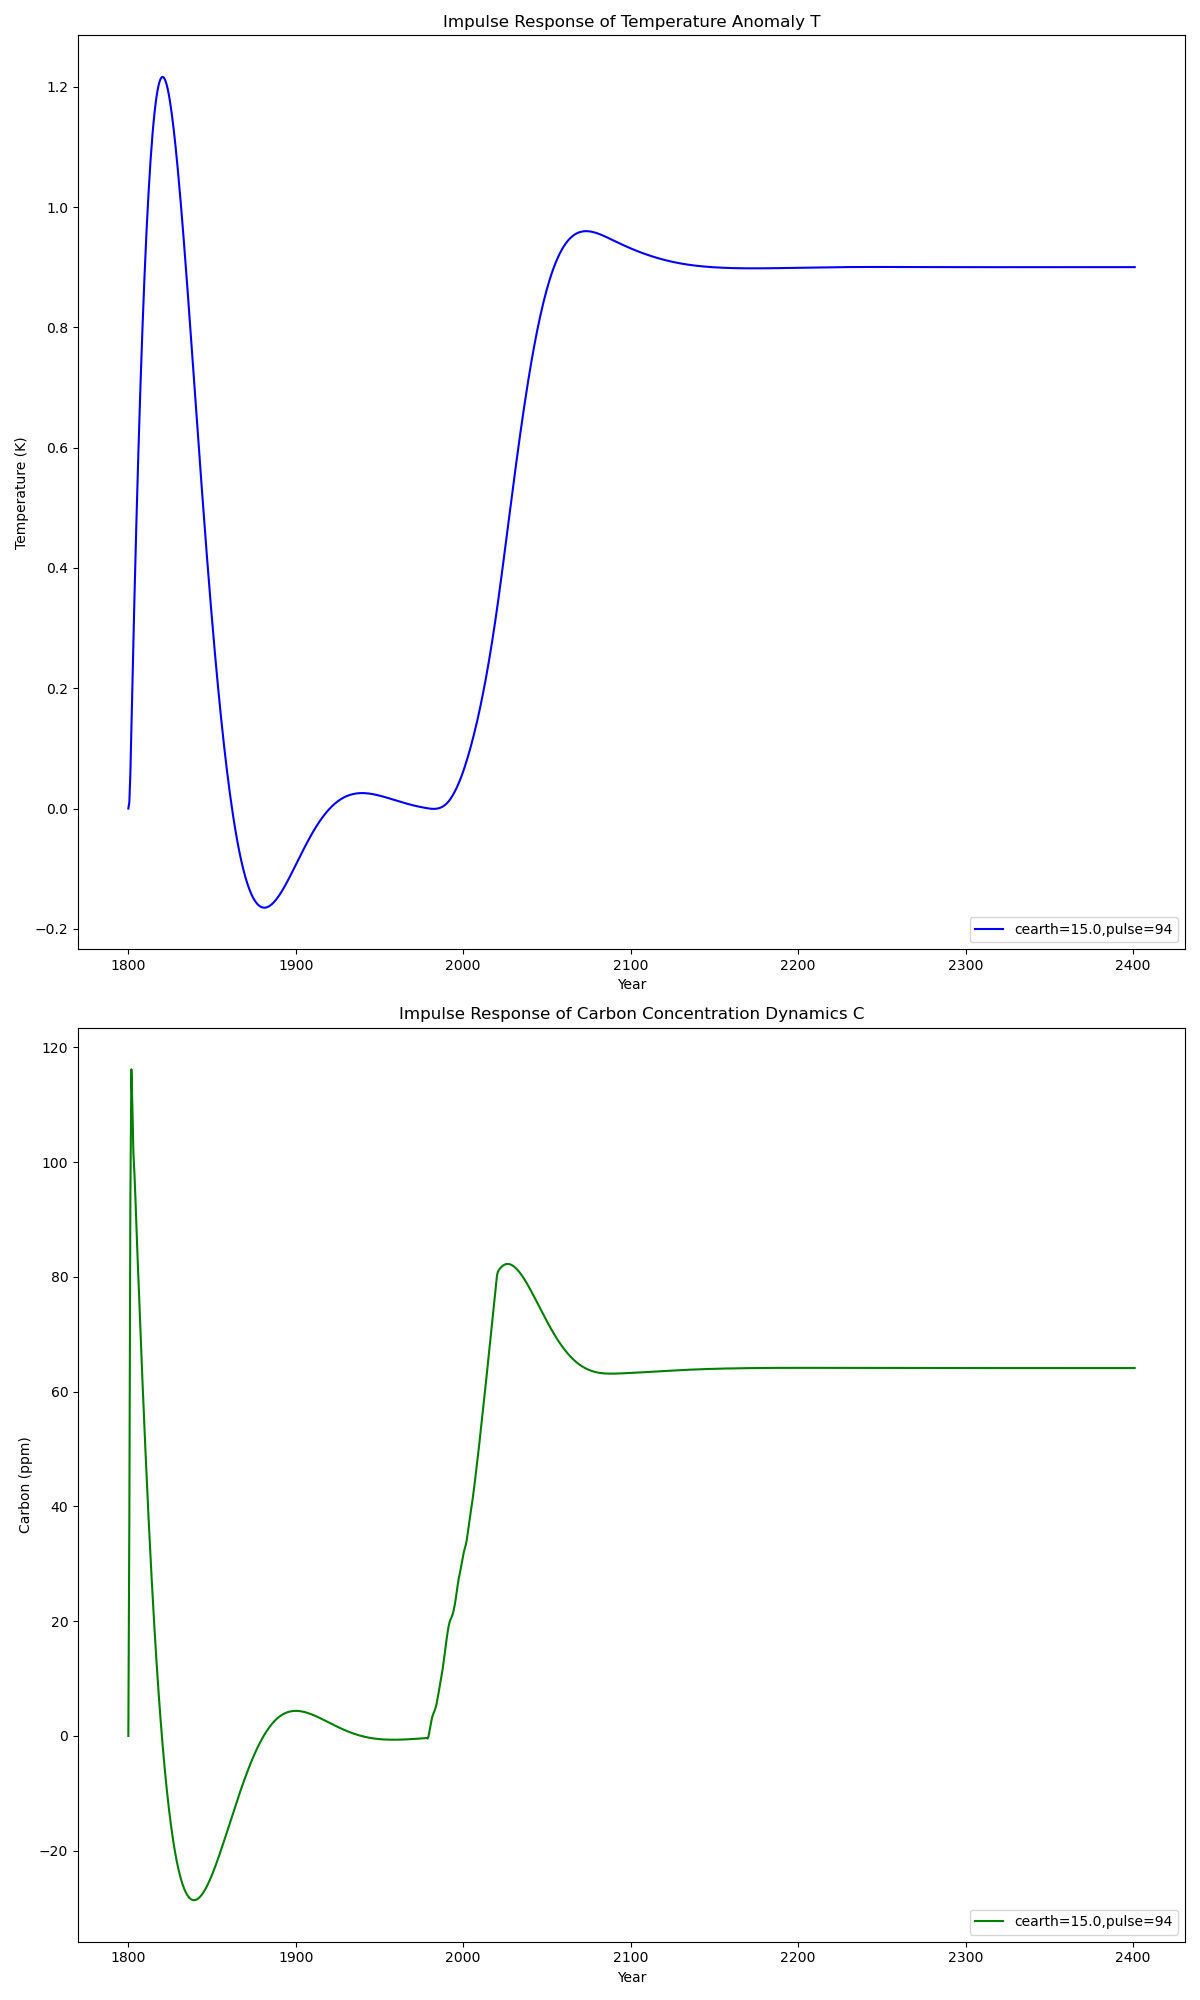 Impulse Response of Temperature Anomaly T
1.2
1.0
0.8
0.6
0.4
0.2
0.0
−0.2
Temperature (K)
cearth=15.0,pulse=94
1800 1900 2000 2100 2200 2300 2400
Year
Impulse Response of Carbon Concentration Dynamics C
120
100
80
60
40
20
0
−20
Carbon (ppm)
cearth=15.0,pulse=94
1800 1900 2000 2100 2200 2300 2400
Year